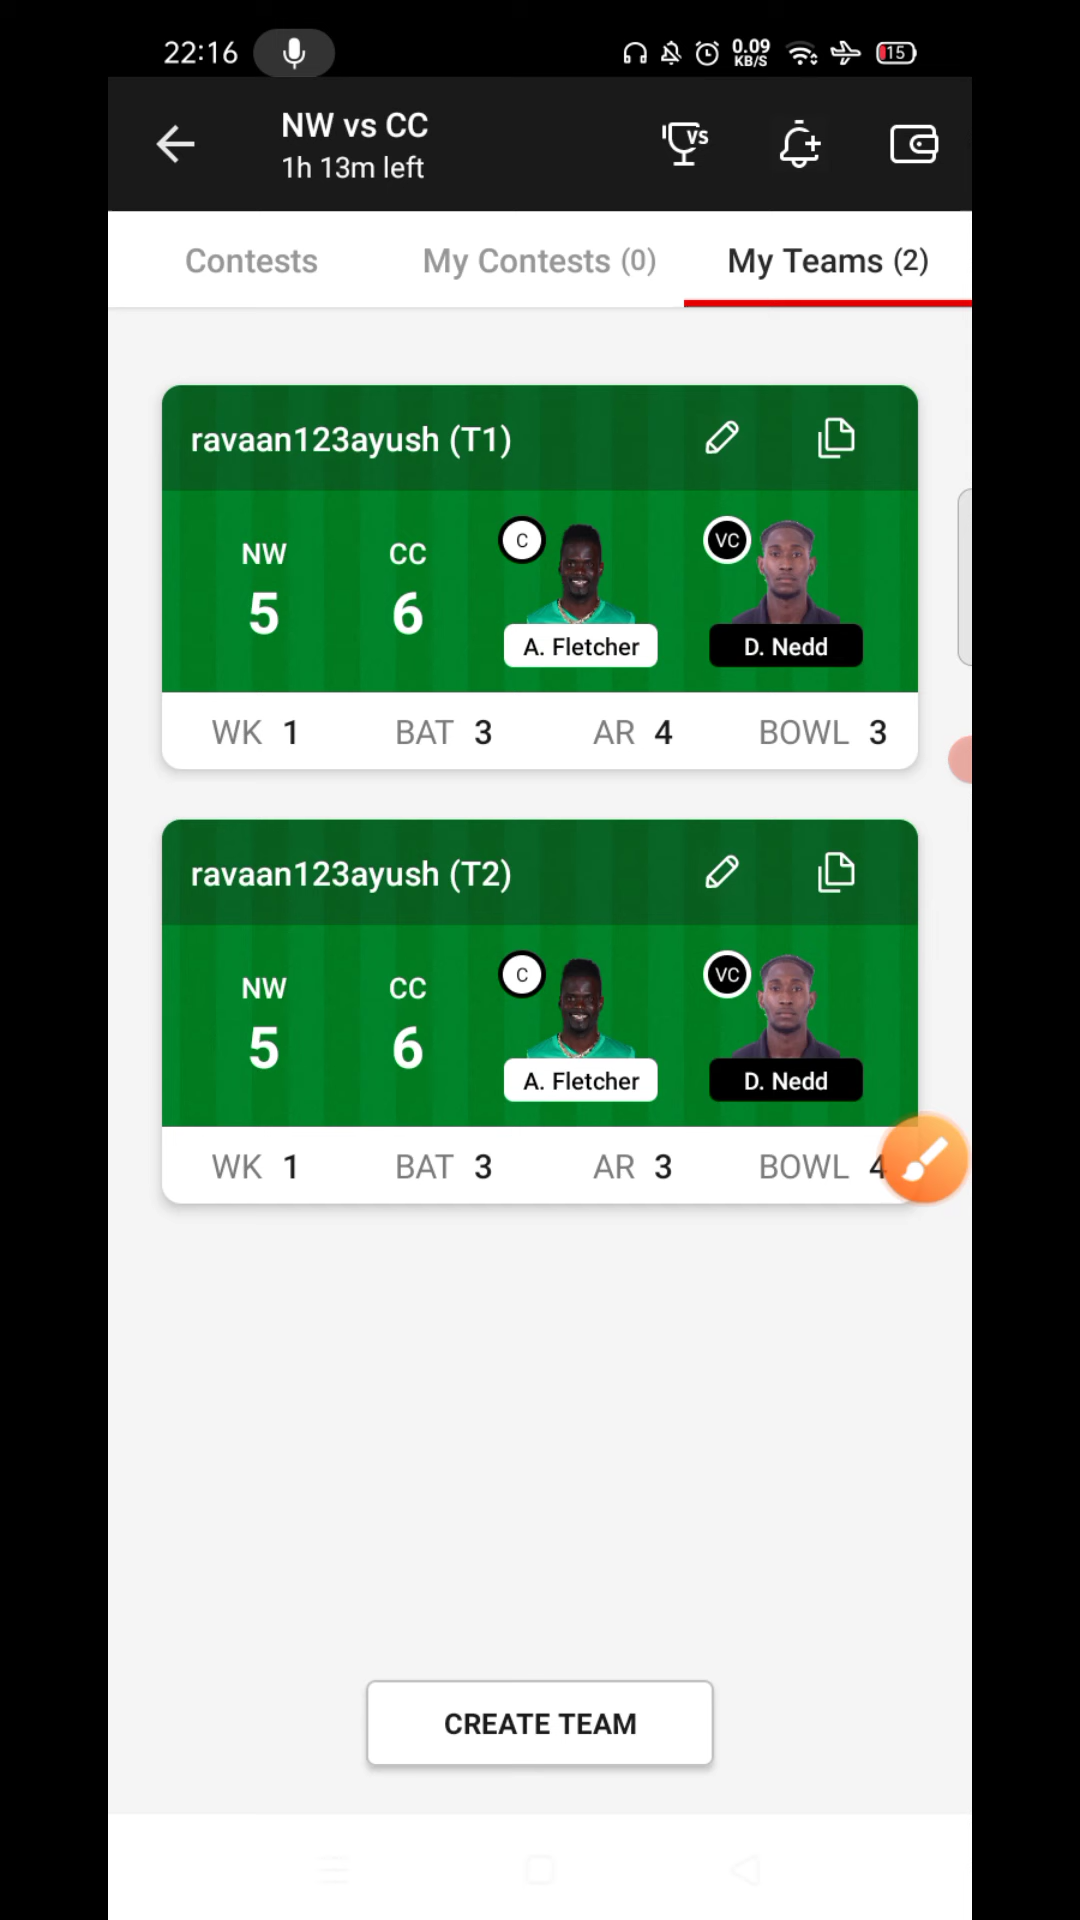 22:16 0.09 KB/S 15
NW vs CC
VS
1h 13m left
Contests My Contests (0) My Teams (2)
ravaan123ayush (T1)
NW CC C VC
5 6
A. Fletcher D. Nedd
WK 1 BAT 3 AR 4 BOWL 3
ravaan123ayush (T2)
NW CC C VC
5 6
A. Fletcher D. Nedd
WK 1 BAT 3 AR 3 BOWL 4
CREATE TEAM